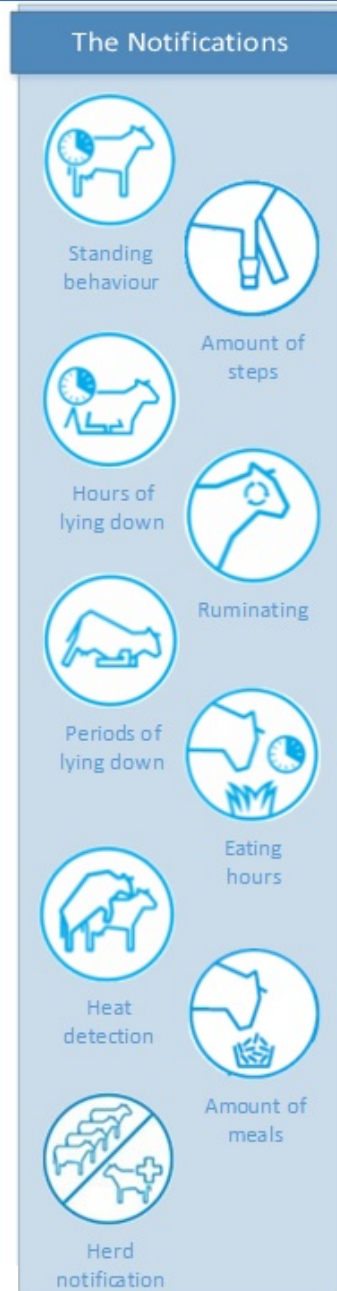 The Notifications
Standing
behaviour
Amount of
steps
Hours of
lying down
Ruminating
Periods of
lying down
Eating
hours
Heat
detection
Amount of
meals
Herd
notification